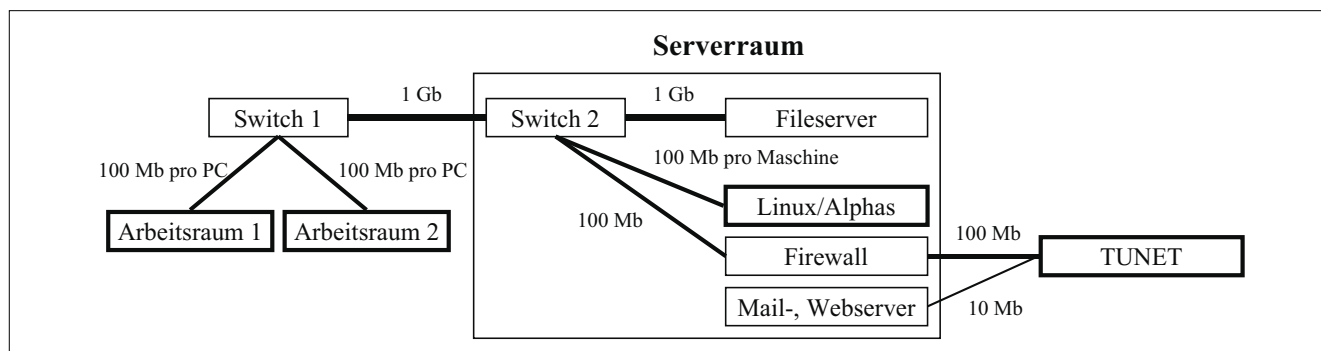 Serverraum
1 Gb
1 Gb
Switch 1
Switch 2
Fileserver
100 Mb pro PC
100 Mb pro PC
100 Mb pro Maschine
Arbeitsraum 1
Arbeitsraum 2
100 Mb
Linux/Alphas
Firewall
100 Mb
TUNET
Mail-, Webserver
10 Mb